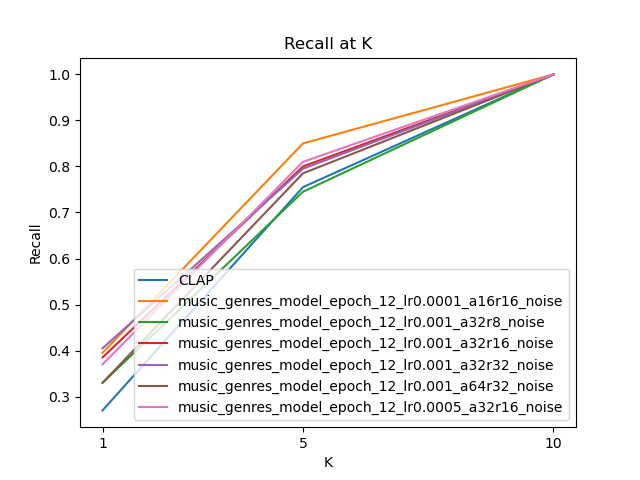 Recall at K
1.0
0.9
0.8
0.7
0.6
0.5
0.4
0.3
Recall
CLAP
music_genres_model_epoch_12_lr0.0001_a16r16_noise
music_genres_model_epoch_12_lr0.001_a32r8_noise
music_genres_model_epoch_12_lr0.001_a32r16_noise
music_genres_model_epoch_12_lr0.001_a32r32_noise
music_genres_model_epoch_12_lr0.001_a64r32_noise
music_genres_model_epoch_12_lr0.0005_a32r16_noise
1 5 10
K